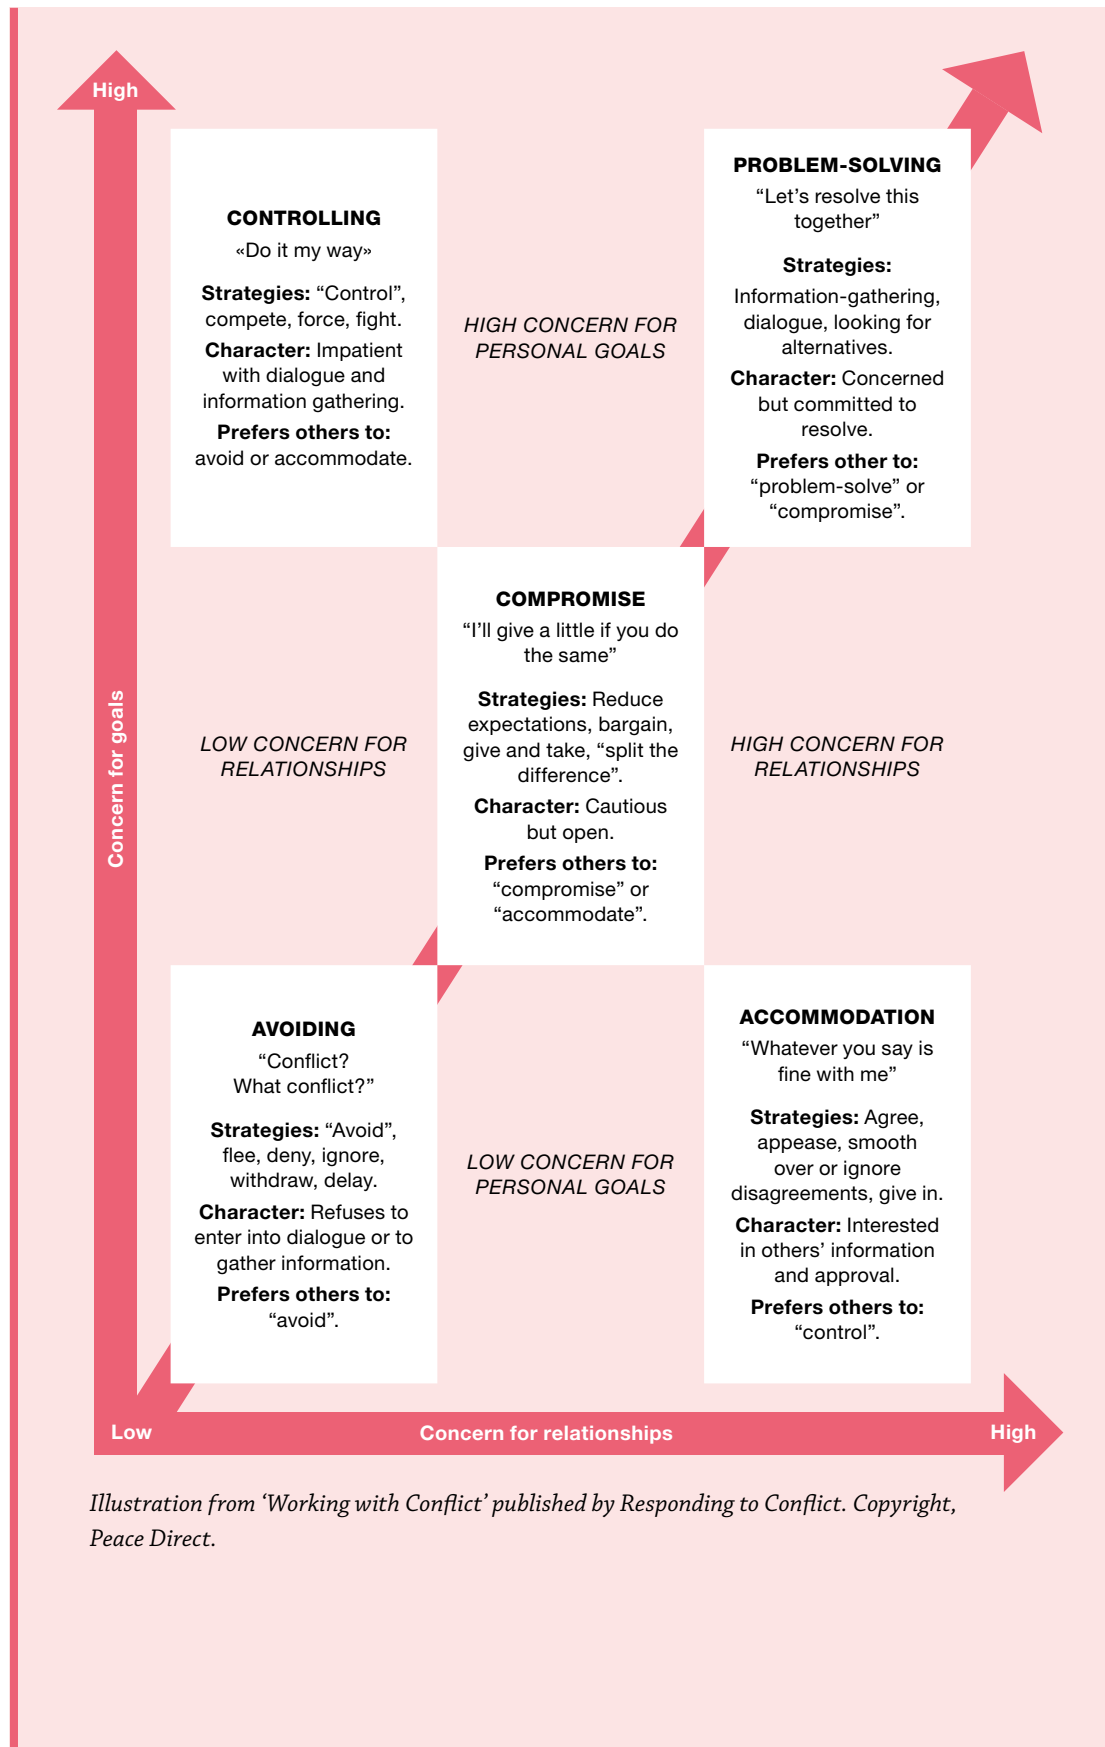 High
CONTROLLING
«Do it my way»
Strategies: “Control”,
compete, force, fight.
Character: Impatient
with dialogue and
information gathering.
Prefers others to:
avoid or accommodate.
HIGH CONCERN FOR
PERSONAL GOALS
PROBLEM-SOLVING
“Let’s resolve this
together”
Strategies:
Information-gathering,
dialogue, looking for
alternatives.
Character: Concerned
but committed to
resolve.
Prefers other to:
“problem-solve” or
“compromise”.
Concern for goals
LOW CONCERN FOR
RELATIONSHIPS
COMPROMISE
“I’ll give a little if you do
the same”
Strategies: Reduce
expectations, bargain,
give and take, “split the
difference”.
Character: Cautious
but open.
Prefers others to:
“compromise” or
“accommodate”.
HIGH CONCERN FOR
RELATIONSHIPS
AVOIDING
“Conflict?
What conflict?”
Strategies: “Avoid”,
flee, deny, ignore,
withdraw, delay.
Character: Refuses to
enter into dialogue or to
gather information.
Prefers others to:
“avoid”.
LOW CONCERN FOR
PERSONAL GOALS
ACCOMMODATION
“Whatever you say is
fine with me”
Strategies: Agree,
appease, smooth
over or ignore
disagreements, give in.
Character: Interested
in others’ information
and approval.
Prefers others to:
“control”.
Low
Concern for relationships
High
Illustration from ‘Working with Conflict’ published by Responding to Conflict. Copyright,
Peace Direct.